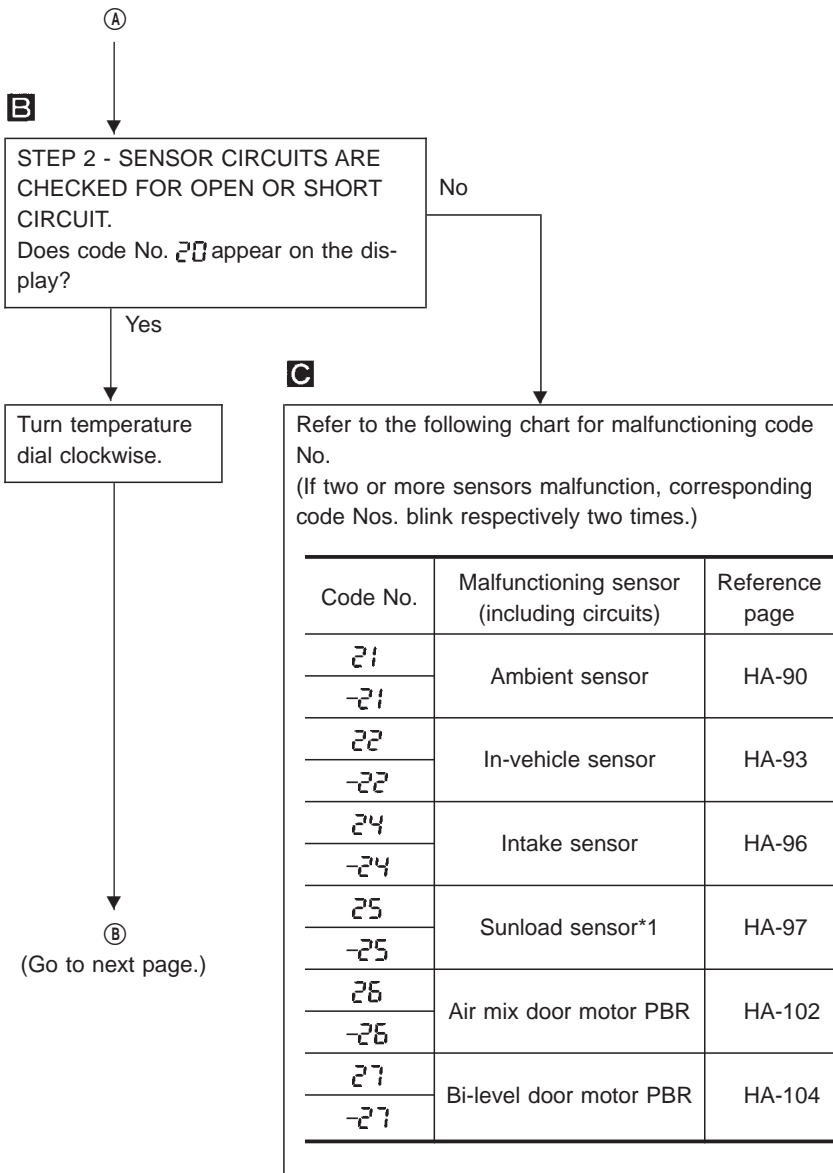 Ⓐ
B
STEP 2 - SENSOR CIRCUITS ARE
CHECKED FOR OPEN OR SHORT
CIRCUIT.
Does code No. 20 appear on the dis-
play?
No
Yes
Turn temperature
dial clockwise.
Ⓑ
(Go to next page.)
C
Refer to the following chart for malfunctioning code
No.
(If two or more sensors malfunction, corresponding
code Nos. blink respectively two times.)
Code No.
Malfunctioning sensor
(including circuits)
Reference
page
21
-21
Ambient sensor
HA-90
22
-22
In-vehicle sensor
HA-93
24
-24
Intake sensor
HA-96
25
-25
Sunload sensor*1
HA-97
26
-26
Air mix door motor PBR
HA-102
27
-27
Bi-level door motor PBR
HA-104